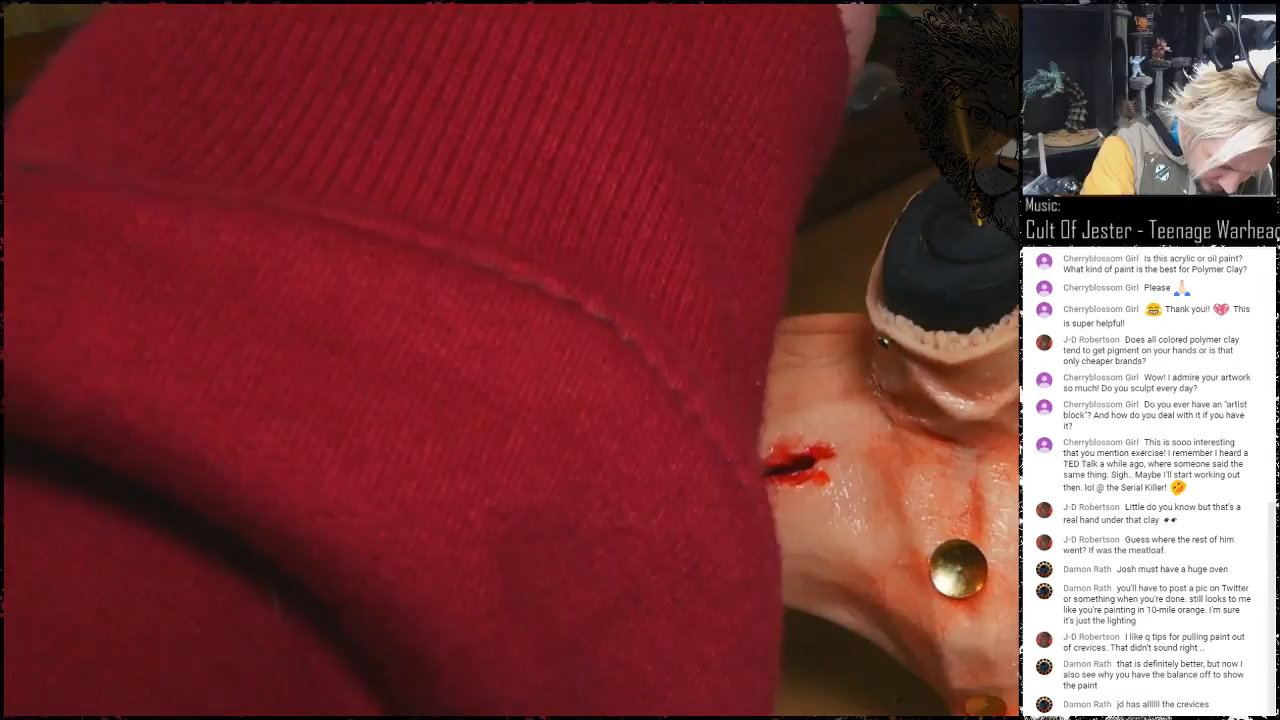 Music:
Cult Of Jester - Teenage Warhead
Cherryblossom Girl Is this acrylic or oil paint?
What kind of paint is the best for Polymer Clay?
Cherryblossom Girl Please 🙏🏻
Cherryblossom Girl 😂 Thank you!! 💖 This
is super helpful!
J-D Robertson Does all colored polymer clay
tend to get pigment on your hands or is that
only cheaper brands?
Cherryblossom Girl Wow! I admire your artwork
so much! Do you sculpt every day?
Cherryblossom Girl Do you ever have an "artist
block"? And how do you deal with it if you have
it?
Cherryblossom Girl This is sooo interesting
that you mention exercise! I remember I heard a
TED Talk a while ago, where someone said the
same thing. Sigh.. Maybe I'll start working out
then. lol @ the Serial Killer! 🤣
J-D Robertson Little do you know but that's a
real hand under that clay 👀
J-D Robertson Guess where the rest of him
went? If was the meatloaf.
Damon Rath Josh must have a huge oven
Damon Rath you'll have to post a pic on Twitter
or something when you're done. still looks to me
like you're painting in 10-mile orange. I'm sure
it's just the lighting
J-D Robertson I like q tips for pulling paint out
of crevices. That didn't sound right ..
Damon Rath that is definitely better, but now I
also see why you have the balance off to show
the paint
Damon Rath jd has allllll the crevices